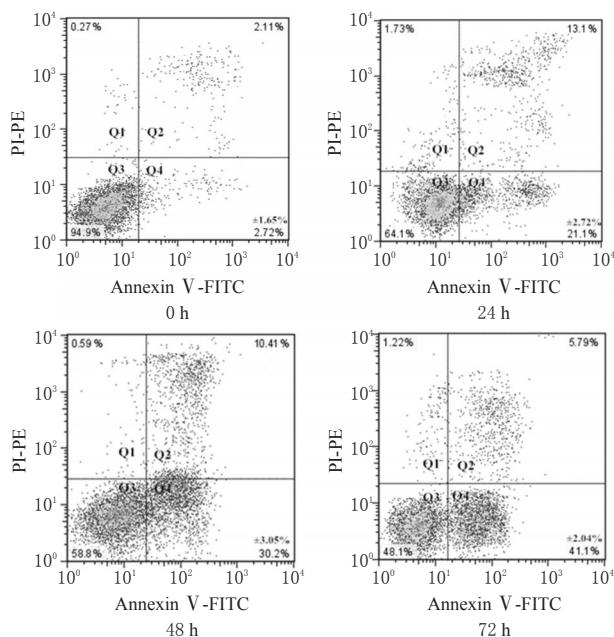 10⁴ 0.27% 2.11%
10³
PI-PE
10²
Q1 Q2
10¹ Q3 Q4
±1.65%
10⁰ 94.9% 2.72%
10⁰ 10¹ 10² 10³ 10⁴
Annexin Ⅴ-FITC
0 h
10⁴ 1.73% 13.1%
10³
PI-PE
10²
Q1 Q2
10¹ Q3 Q4
±2.72%
10⁰ 64.1% 21.1%
10⁰ 10¹ 10² 10³ 10⁴
Annexin Ⅴ-FITC
24 h
0.59 % 10.41 %
10⁴
10³
PI-PE
10²
Q1 Q2
10¹ Q3 Q4
±3.05%
10⁰ 58.8% 30.2%
10⁰ 10¹ 10² 10³ 10⁴
Annexin Ⅴ-FITC
48 h
1.22 % 5.79 %
10⁴
10³
PI-PE
10²
Q1 Q2
10¹ Q3 Q4
±2.04%
10⁰ 48.1% 41.1%
10⁰ 10¹ 10² 10³ 10⁴
Annexin Ⅴ-FITC
72 h